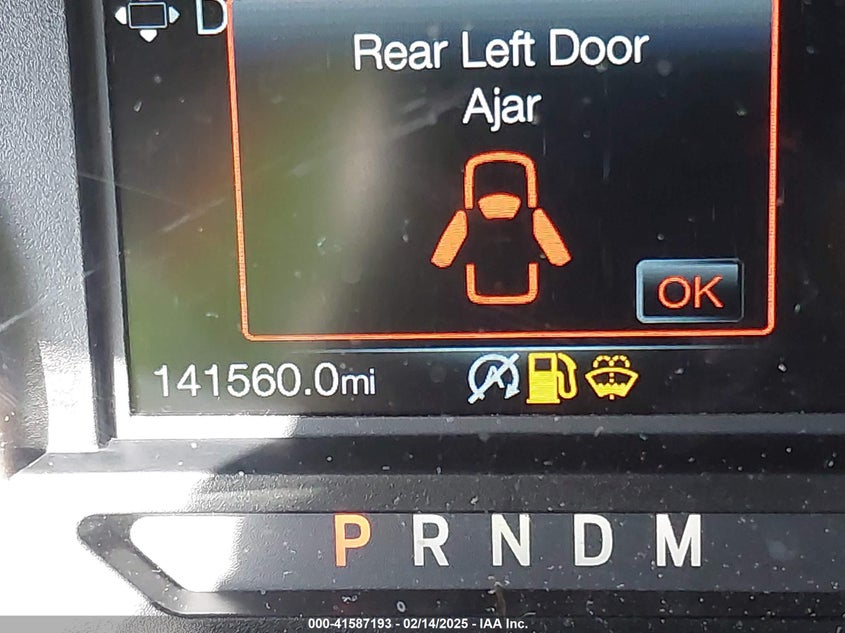 D
Rear Left Door
Ajar
OK
141560.0mi
A
P R N D M
000-41587193 - 02/14/2025 - IAA Inc.